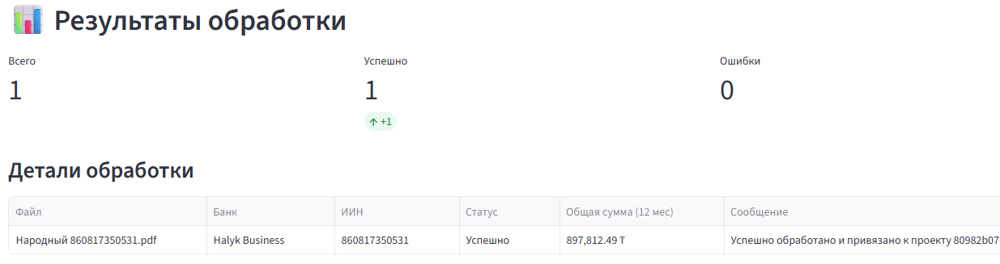 Результаты обработки
Всего Успешно Ошибки
1 1 0
↑ +1
Детали обработки
Файл Банк ИИН Статус Общая сумма (12 мес) Сообщение
Народный 860817350531.pdf Halyk Business 860817350531 Успешно 897,812.49 ₸ Успешно обработано и привязано к проекту 80982b07-